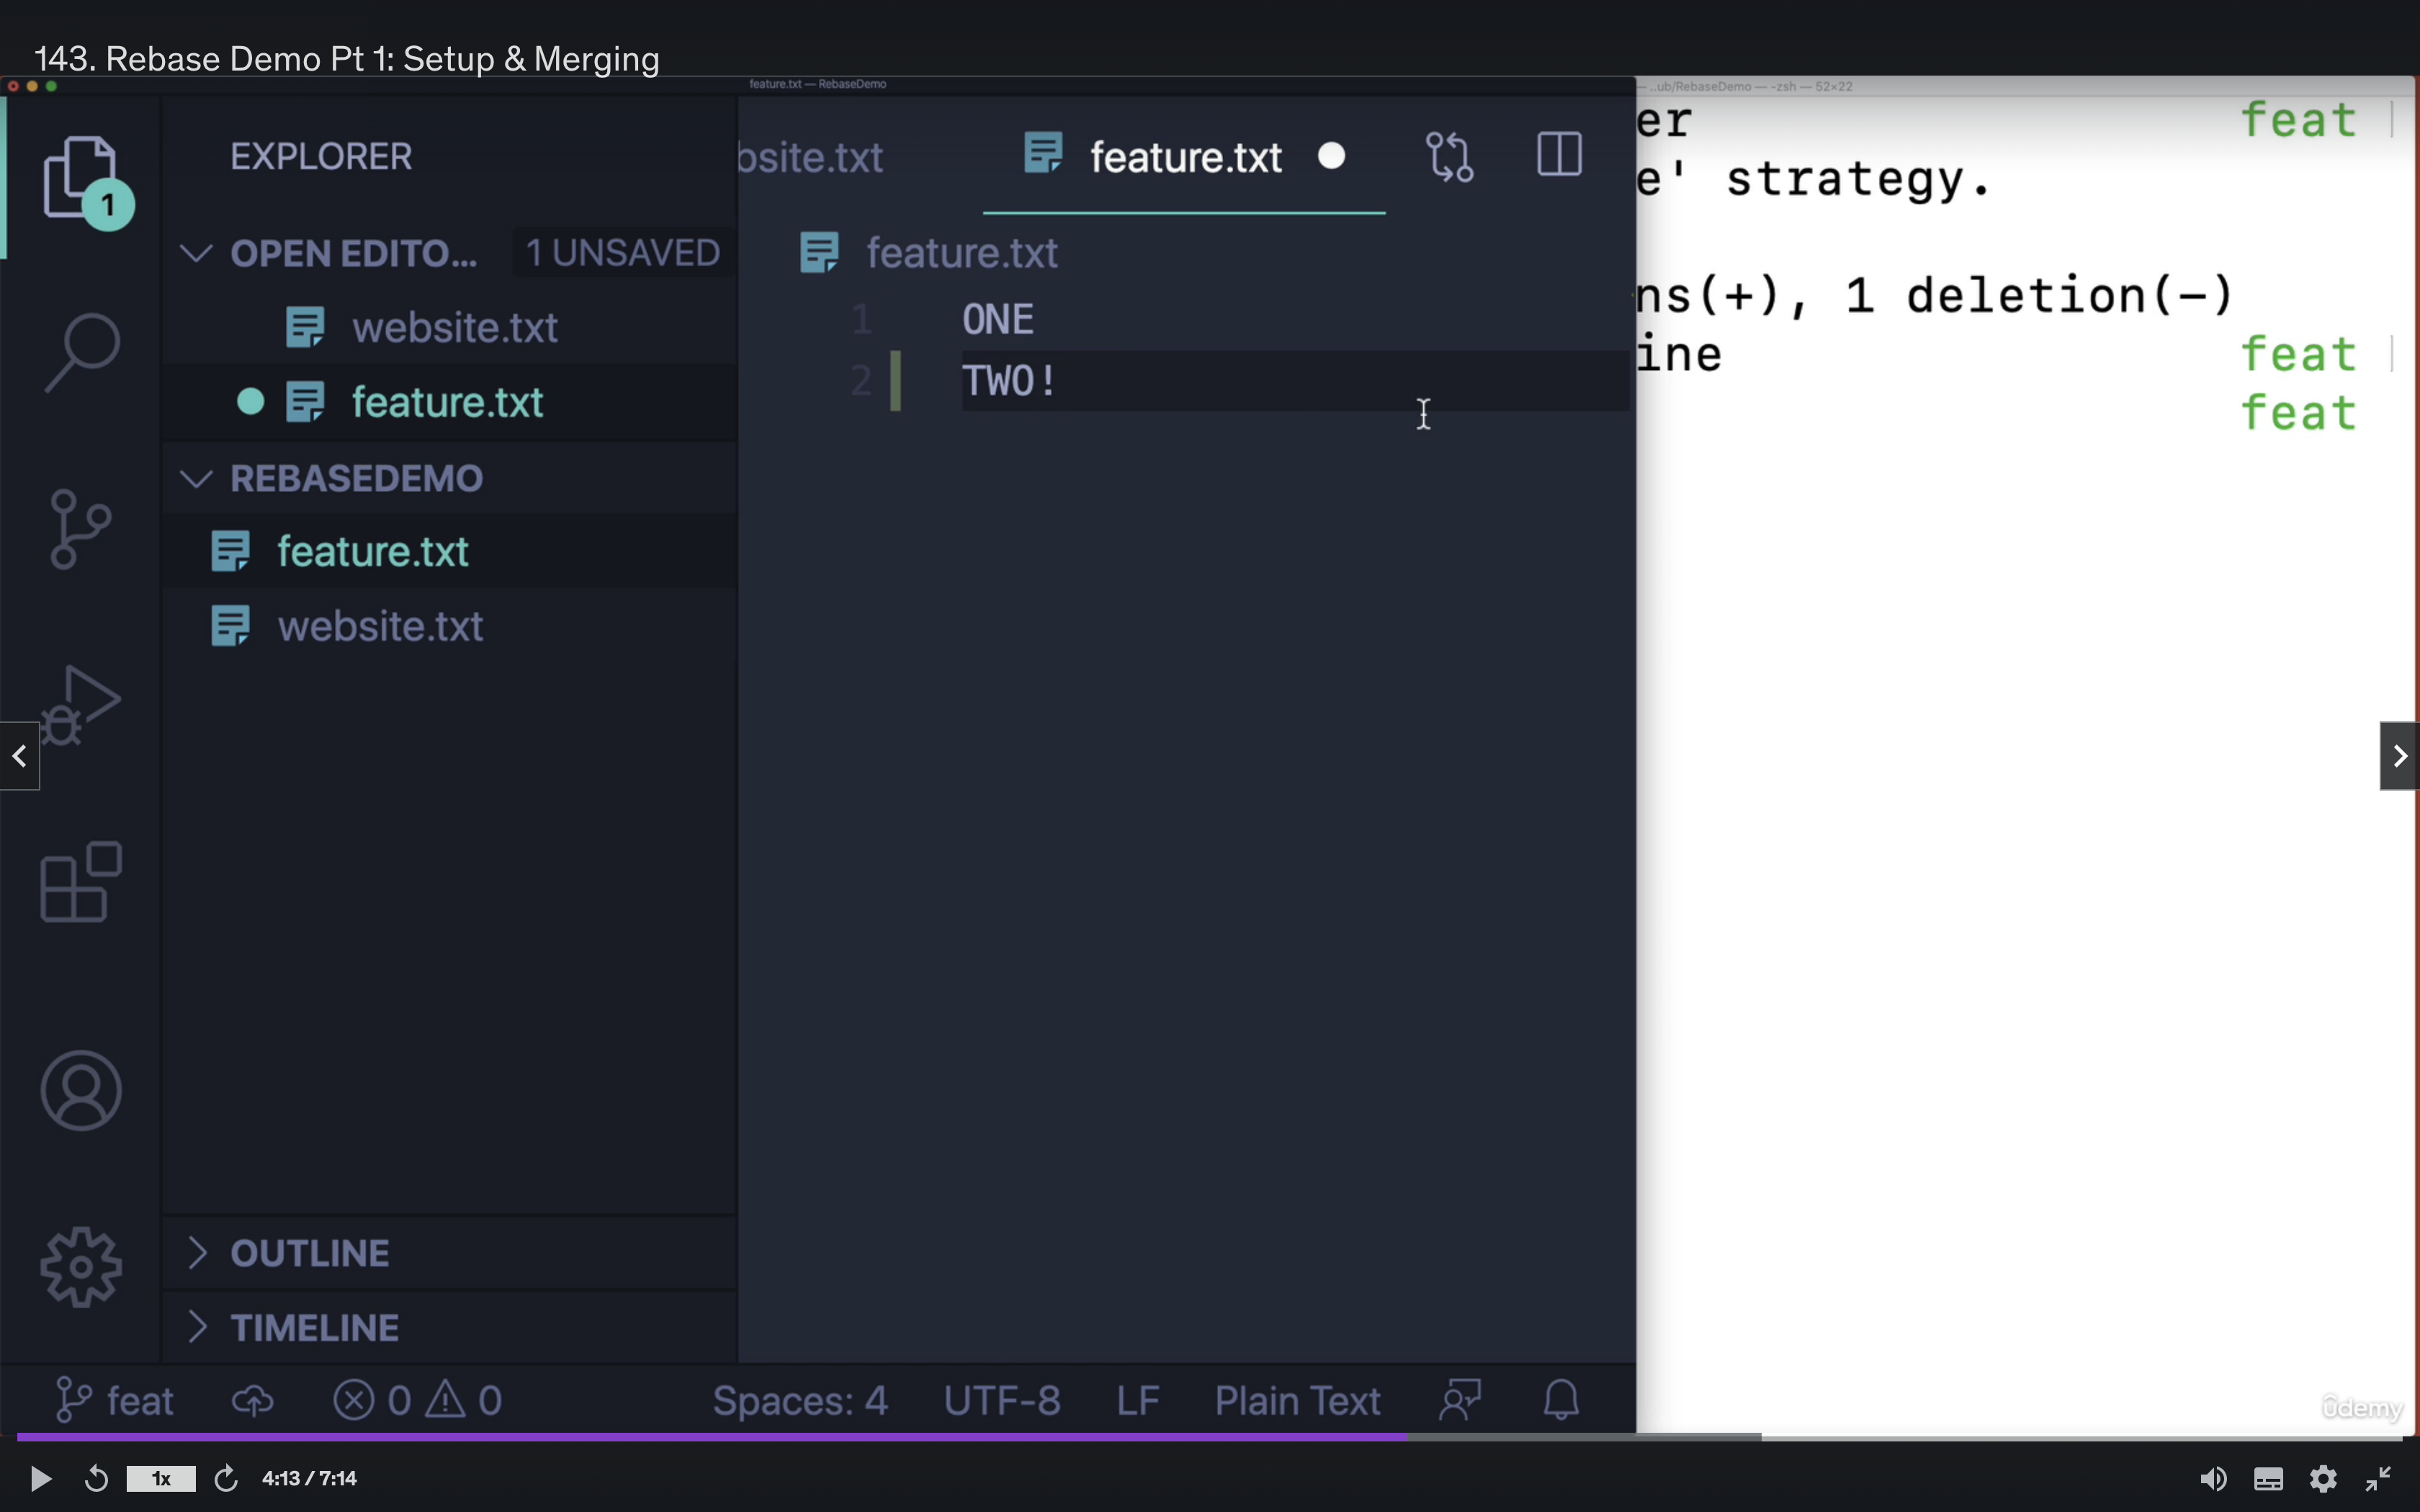 143. Rebase Demo Pt 1: Setup & Merging
feature.txt — RebaseDemo
— ..ub/RebaseDemo — -zsh — 52×22
EXPLORER
OPEN EDITO... 1 UNSAVED
website.txt
feature.txt
REBASEDEMO
feature.txt
website.txt
OUTLINE
TIMELINE
bsite.txt feature.txt
feature.txt
1 ONE
2 TWO!
er feat
e' strategy.
ns(+), 1 deletion(-)
ine feat
feat
1
feat 0 0 Spaces: 4 UTF-8 LF Plain Text
ûdemy
1x 4:13 / 7:14